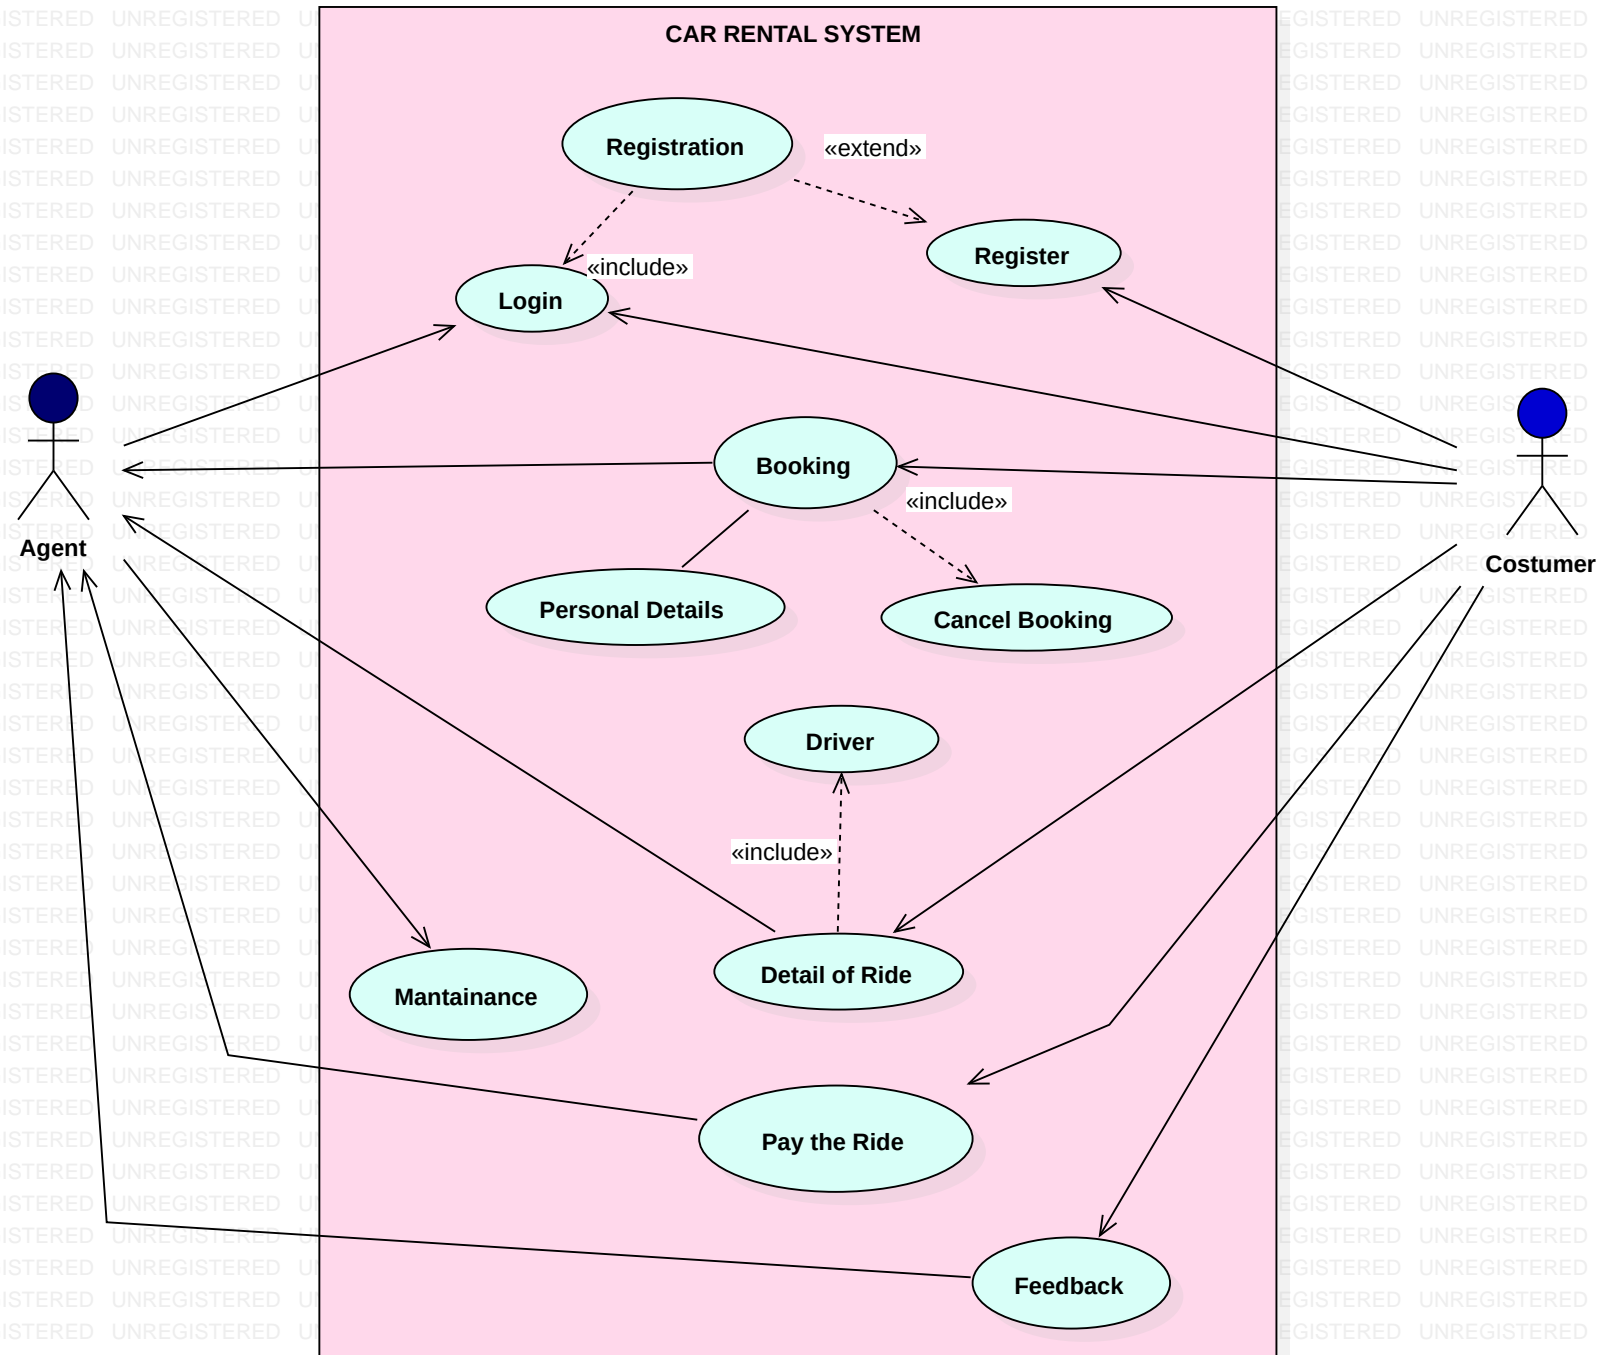 CAR RENTAL SYSTEM
Registration
«extend»
Register
«include»
Login
Booking
«include»
Agent
Costumer
Personal Details
Cancel Booking
Driver
«include»
Detail of Ride
Mantainance
Pay the Ride
Feedback
UNREGISTERED